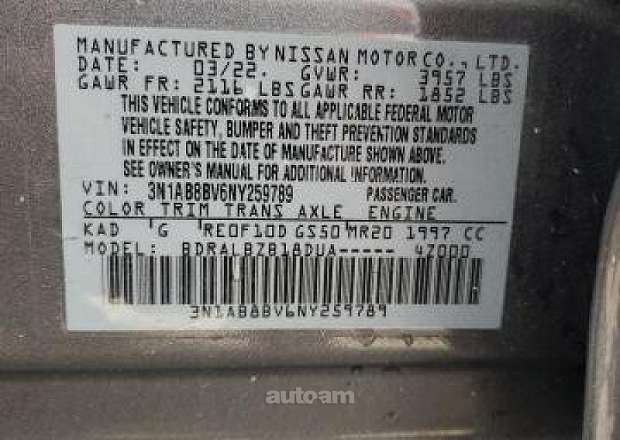 MANUFACTURED BY NISSAN MOTOR CO., LTD.
DATE: 03/22. GVWR: 3957 LBS
GAWR FR: 2116 LBS GAWR RR: 1852 LBS
THIS VEHICLE CONFORMS TO ALL APPLICABLE FEDERAL MOTOR
VEHICLE SAFETY, BUMPER AND THEFT PREVENTION STANDARDS
IN EFFECT ON THE DATE OF MANUFACTURE SHOWN ABOVE.
SEE OWNER'S MANUAL FOR ADDITIONAL INFORMATION.
VIN: 3N1AB8BV6NY259789 PASSENGER CAR.
COLOR TRIM TRANS AXLE ENGINE
KAD G RE0F10D GS50 MR20 1997 CC
MODEL: BDRALBZB18DUA----- 4Z000
3N1AB8BV6NY259789
autoam